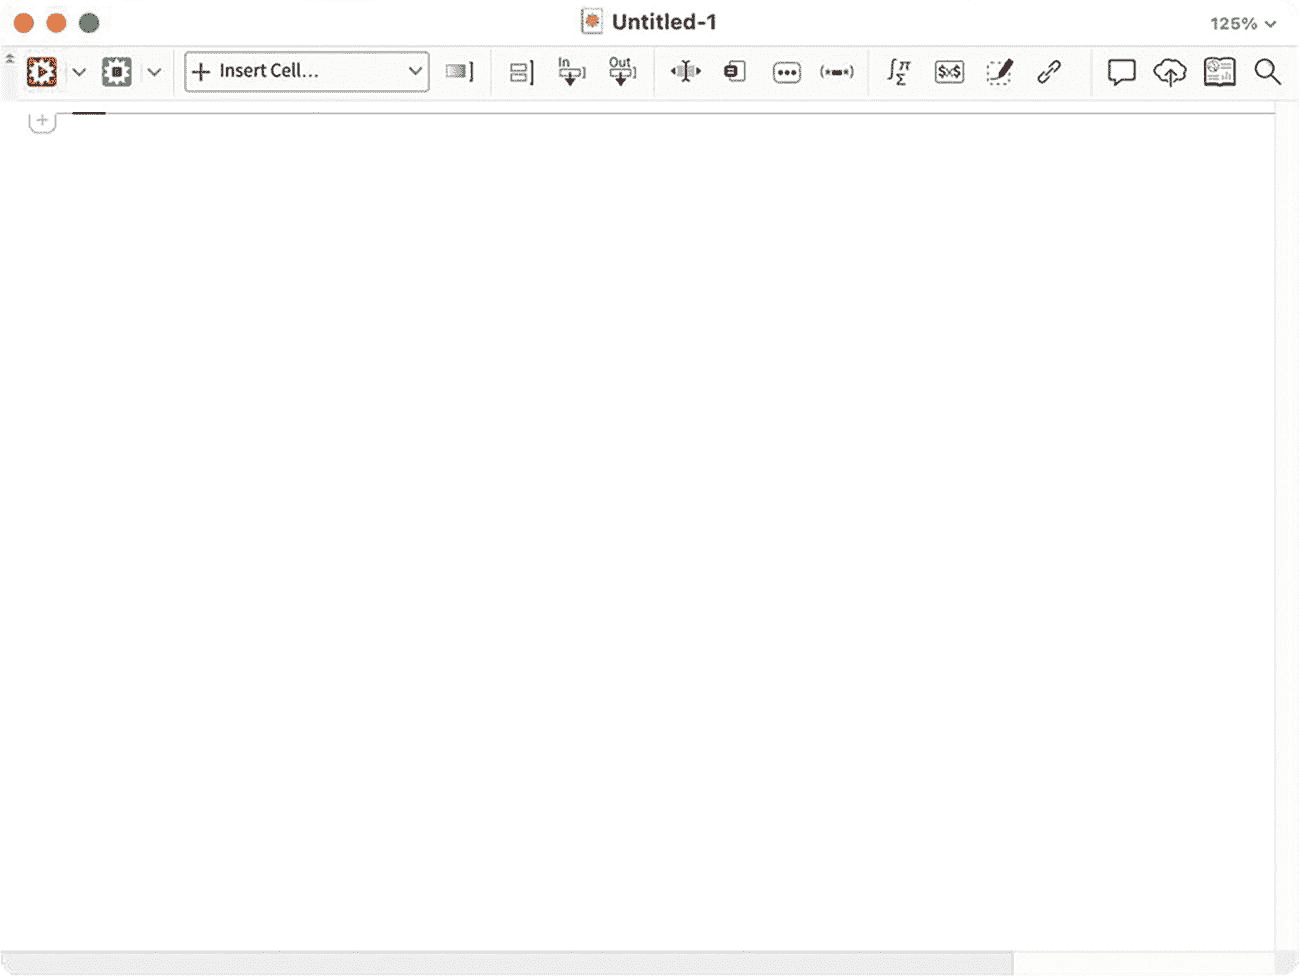 Untitled-1
125%
Insert Cell...
In
Out
∫π
Σ
$x$